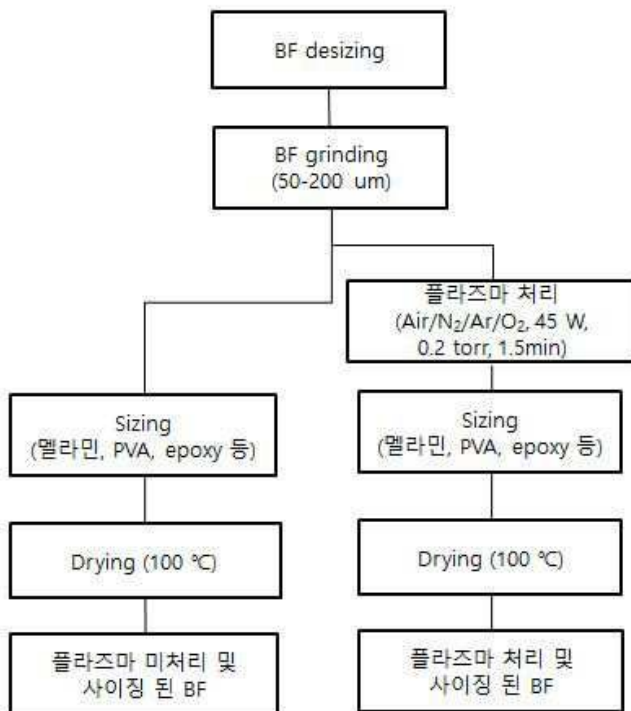 BF desizing
BF grinding
(50-200 um)
플라즈마 처리
(Air/N₂/Ar/O₂, 45 W,
0.2 torr, 1.5min)
Sizing
(멜라민, PVA, epoxy 등)
Drying (100 ℃)
플라즈마 미처리 및
사이징 된 BF
Sizing
(멜라민, PVA, epoxy 등)
Drying (100 ℃)
플라즈마 처리 및
사이징 된 BF